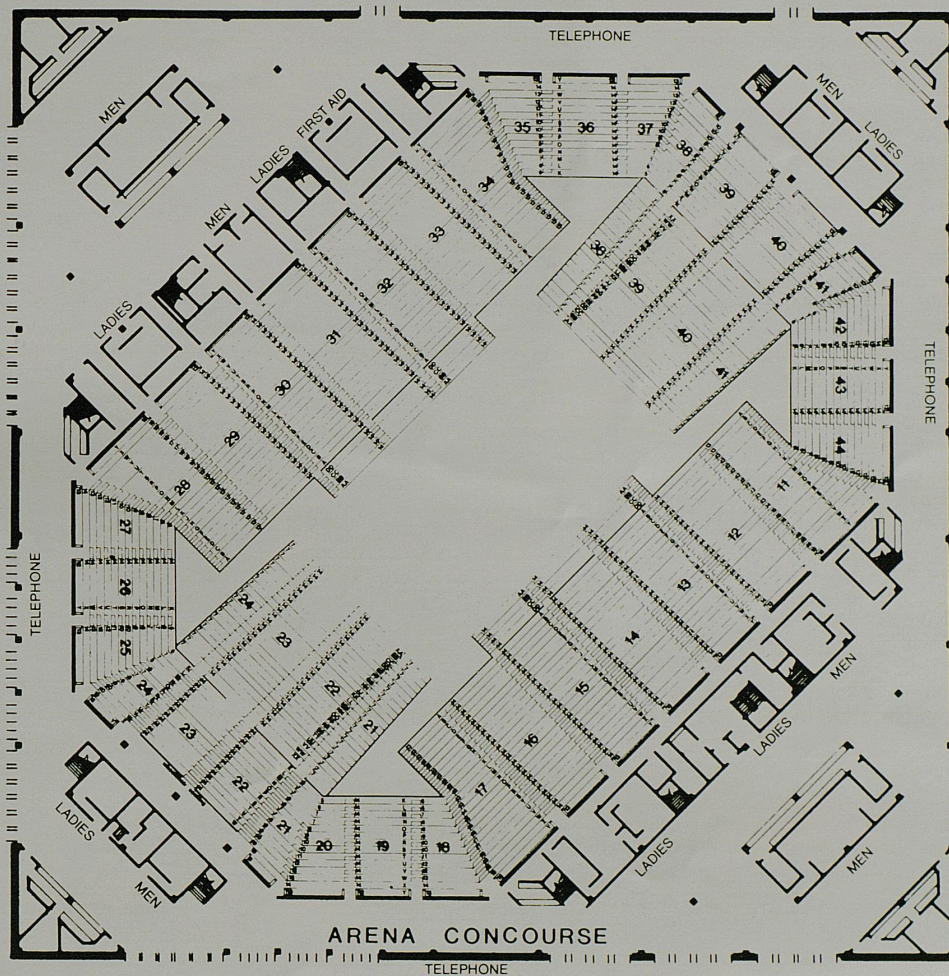 TELEPHONE
MEN
FIRST AID
LADIES
MEN
LADIES
MEN
LADIES
35
36
37
38
34
39
40
41
33
32
31
30
29
28
38
39
40
41
42
43
44
TELEPHONE
11
12
13
14
15
16
17
27
26
25
TELEPHONE
24
23
22
21
24
23
22
21
20
19
18
LADIES
MEN
MEN
LADIES
LADIES
MEN
ARENA CONCOURSE
TELEPHONE